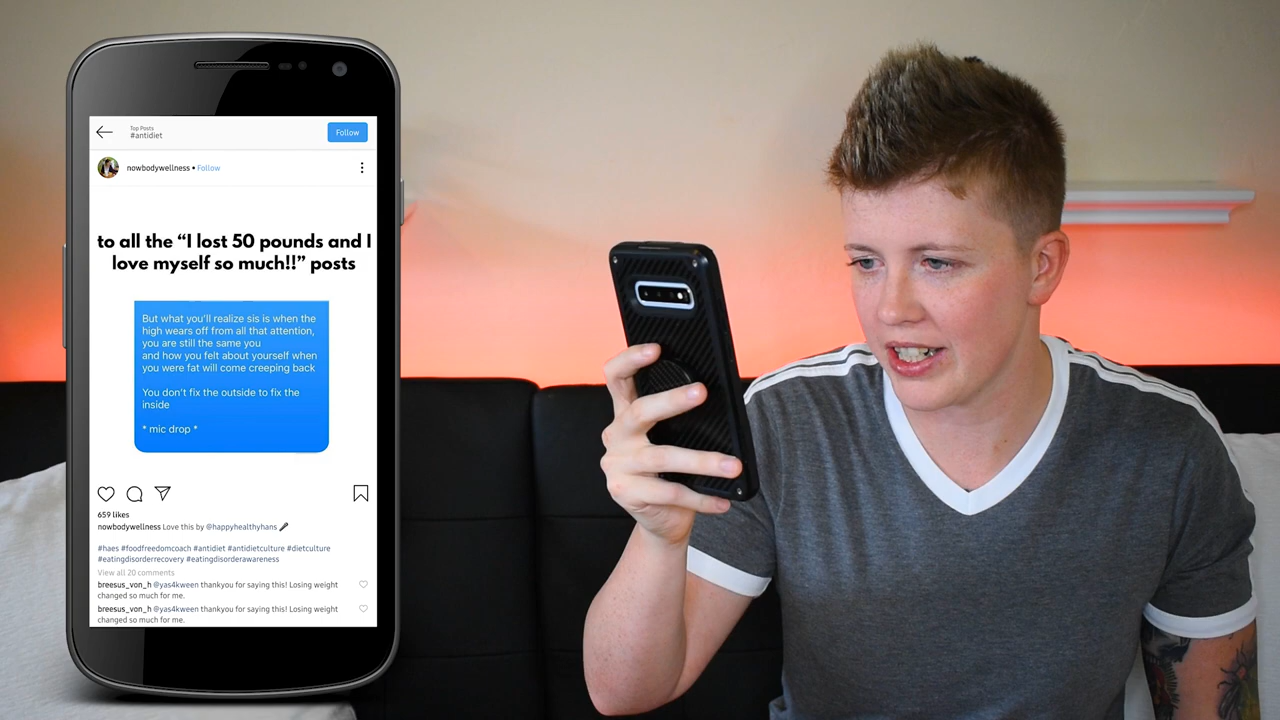 Top Posts
#antidiet
Follow
nowbodywellness • Follow
to all the “I lost 50 pounds and I
love myself so much!!” posts
But what you'll realize sis is when the
high wears off from all that attention,
you are still the same you
and how you felt about yourself when
you were fat will come creeping back
You don't fix the outside to fix the
inside
* mic drop *
659 likes
nowbodywellness Love this by @happyhealthyhans 🎤
#haes #foodfreedomcoach #antidiet #antidietculture #dietculture
#eatingdisorderrecovery #eatingdisorderawareness
View all 20 comments
breesus_von_h @yas4kween thankyou for saying this! Losing weight
changed so much for me.
breesus_von_h @yas4kween thankyou for saying this! Losing weight
changed so much for me.